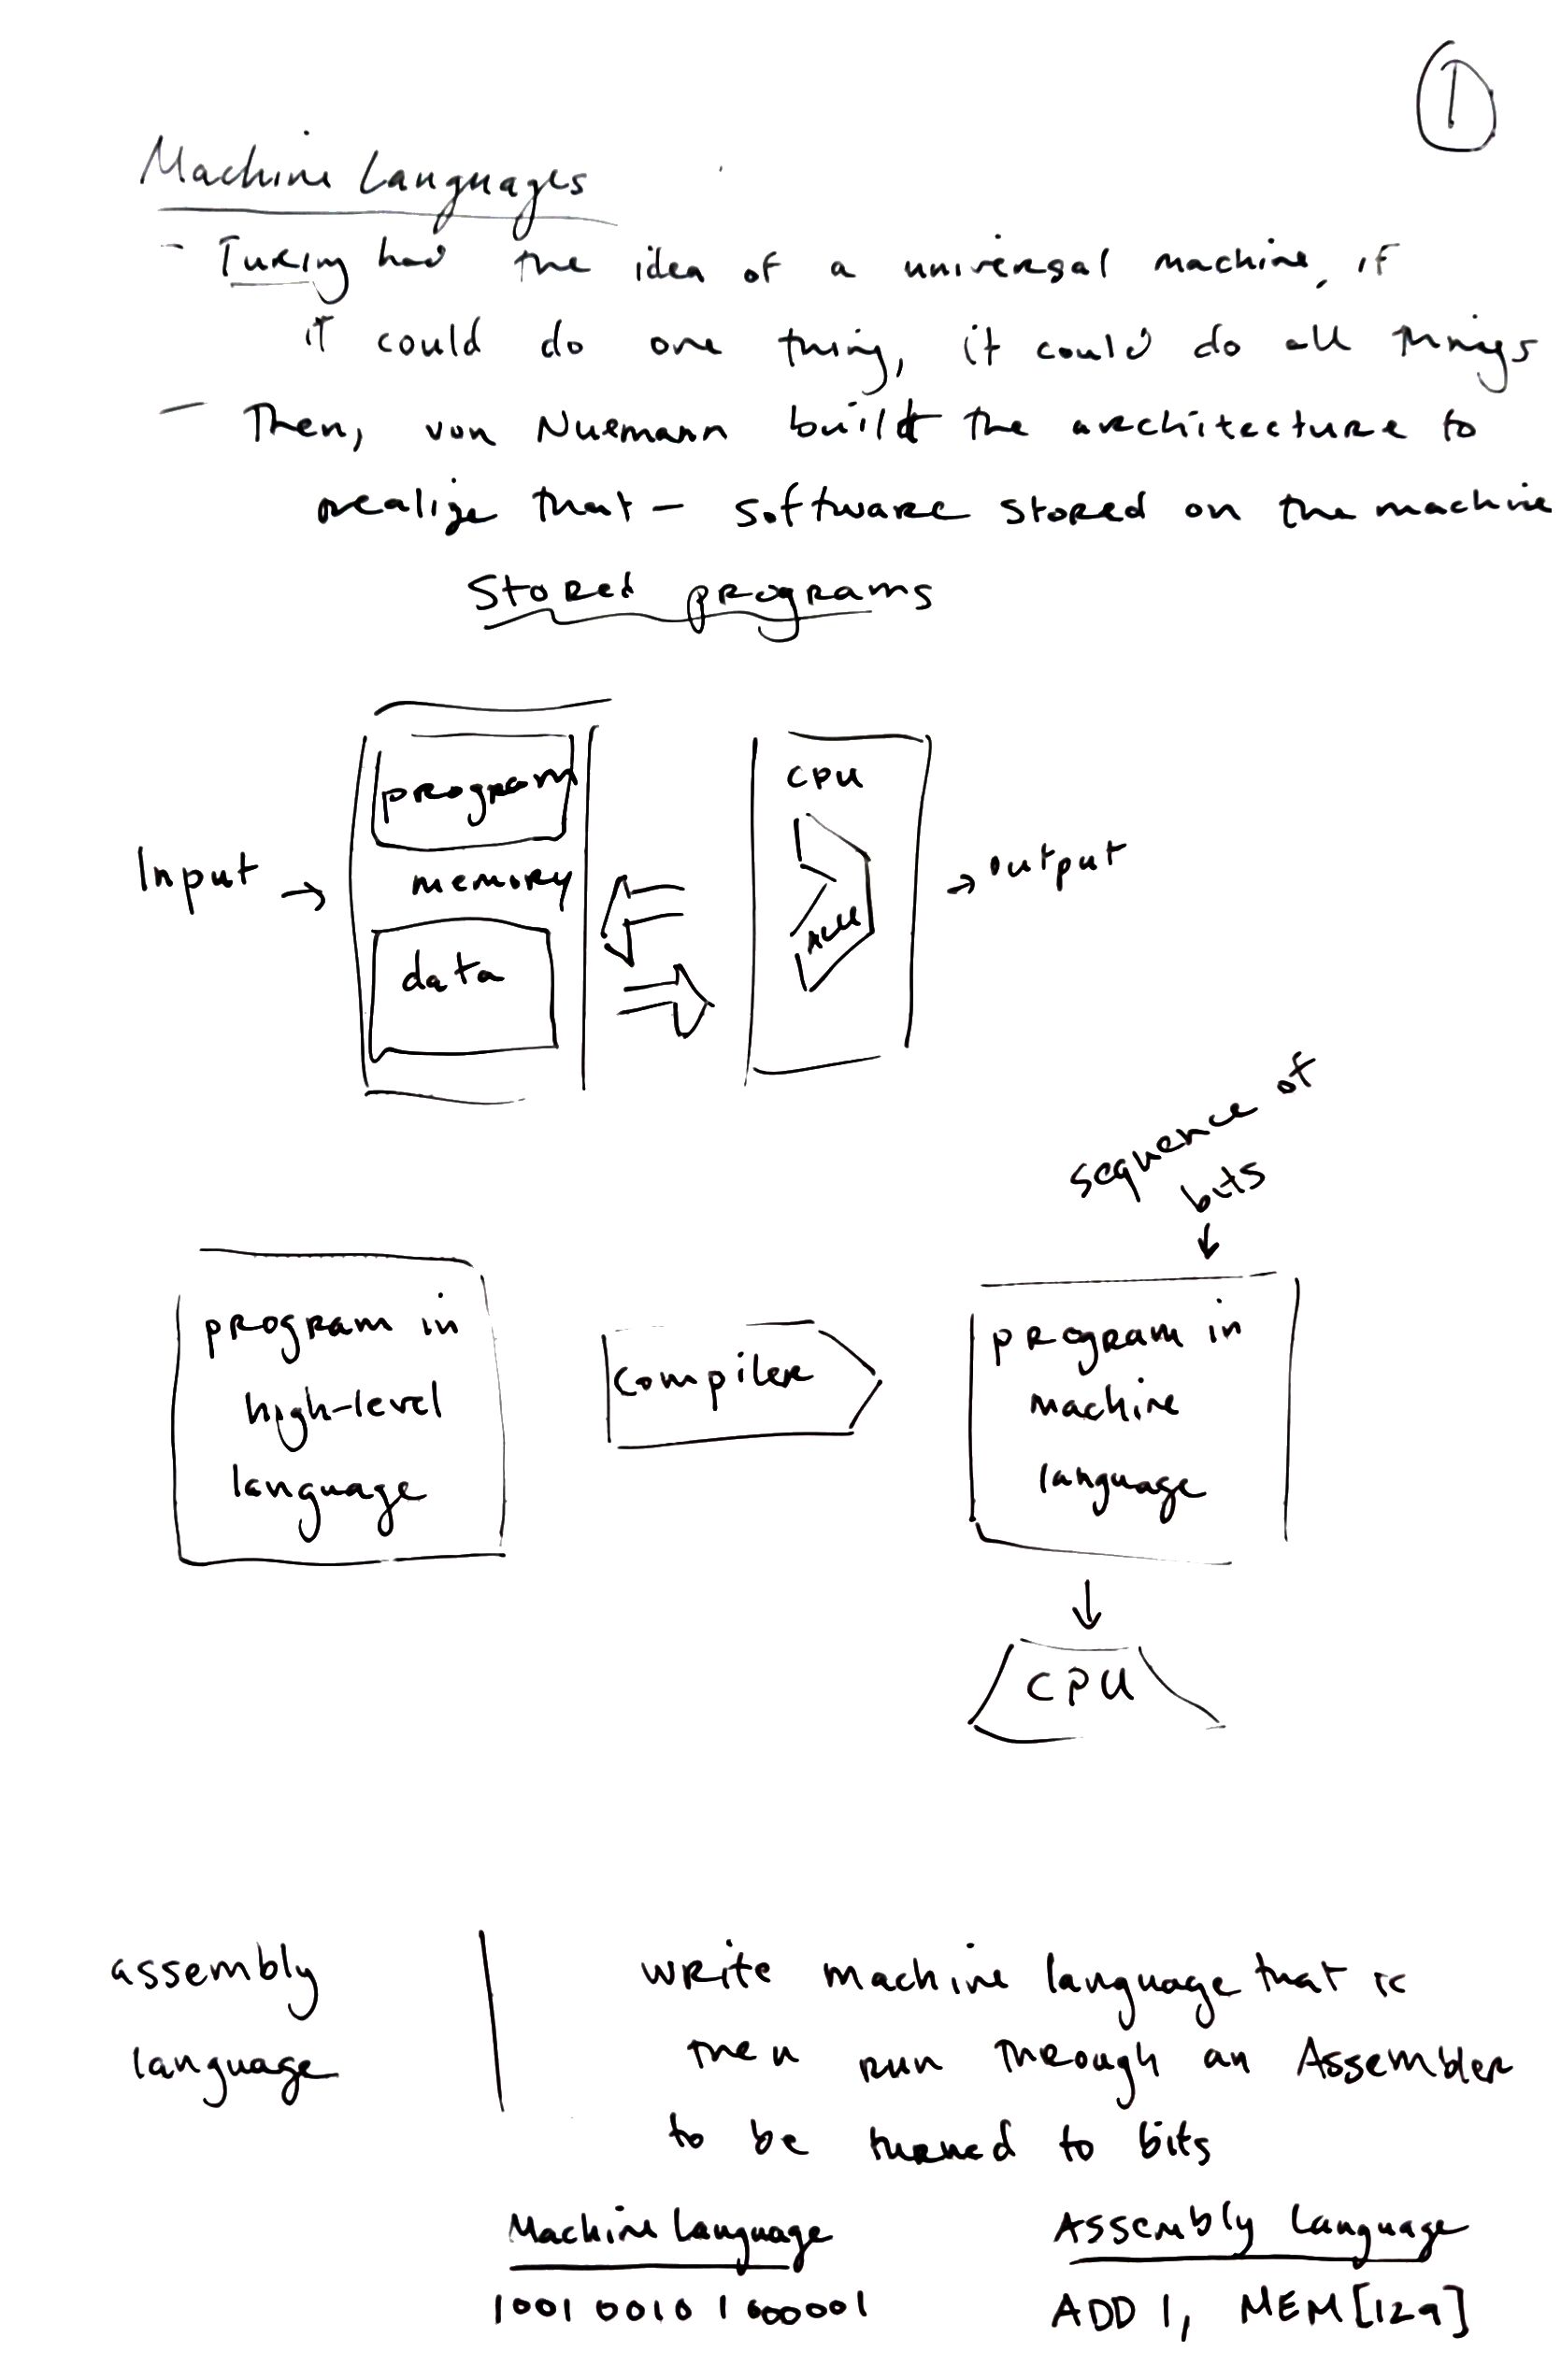 1
Machine Languages
- Turing had the idea of a universal machine, if
it could do one thing, it could do all things
- Then, von Nuemann built the architecture to
realize that - software stored on the machine
Stored programs
program
cpu
Input →
memory
→ output
ALU
data
sequence of
bits
↓
program in
high-level
language
compiler
program in
machine
language
↓
CPU
assembly
language
write machine language that is
then run through an Assembler
to be turned to bits
Machine Language
Assembly Language
1001 0010 1000001
ADD 1, MEM[129]